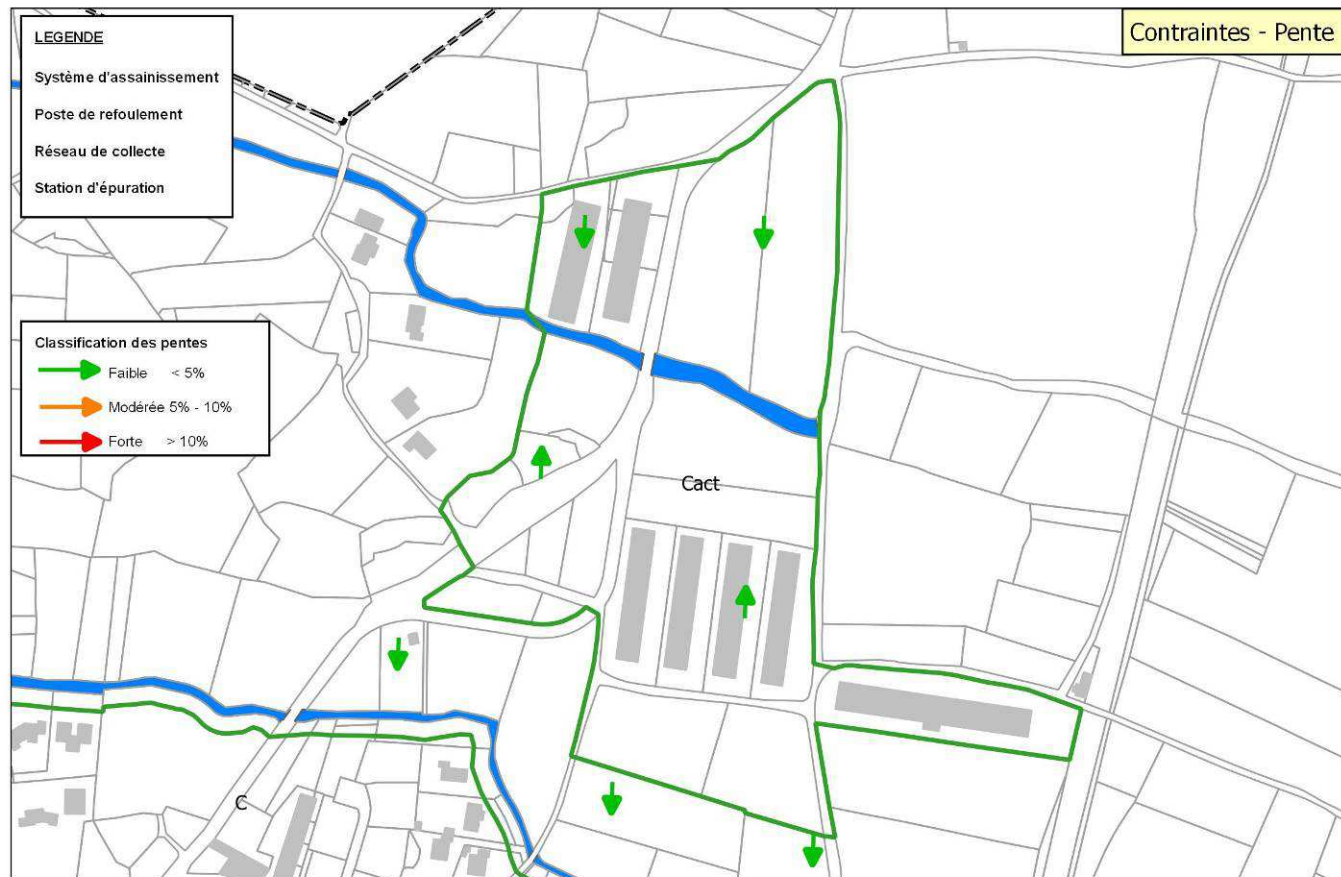 Contraintes - Pente
LEGENDE
Système d'assainissement
Poste de refoulement
Réseau de collecte
Station d'épuration
Classification des pentes
Faible < 5%
Modérée 5% - 10%
Forte > 10%
Cact
C